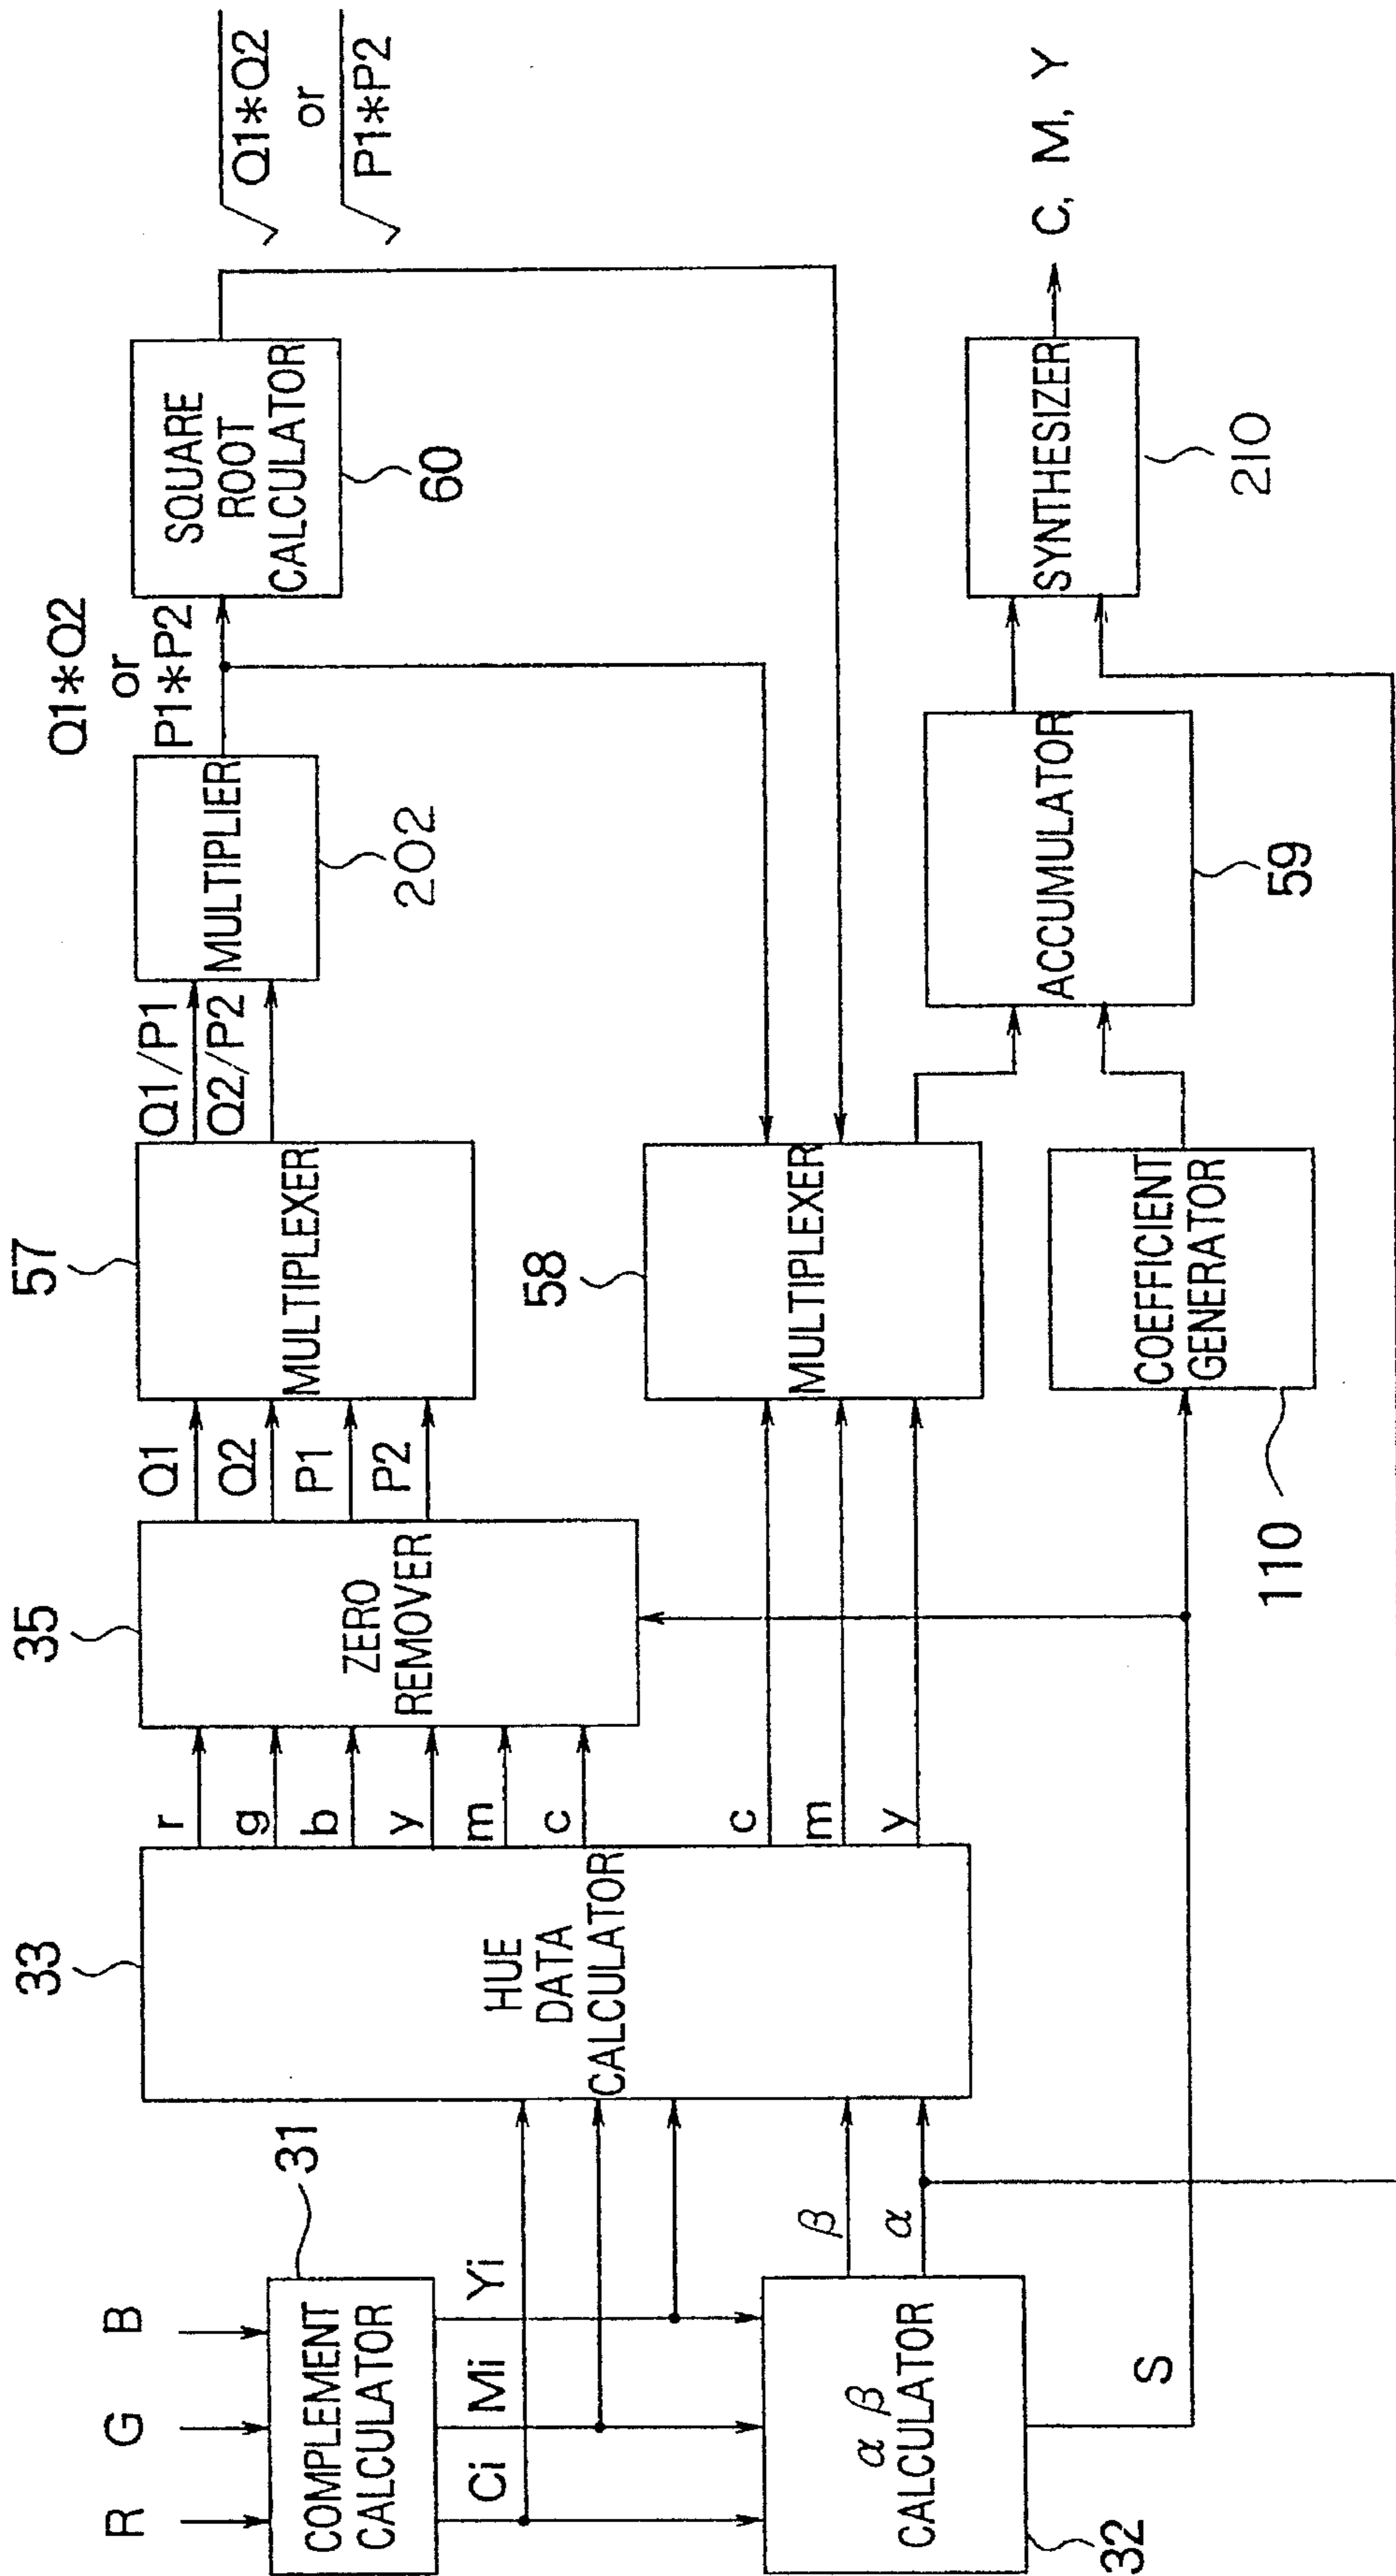 R
G
B
COMPLEMENT
CALCULATOR
31
Ci
Mi
Yi
α β
CALCULATOR
32
β
α
S
33
HUE
DATA
CALCULATOR
r
g
b
y
m
c
c
m
y
35
ZERO
REMOVER
Q1
Q2
P1
P2
57
MULTIPLEXER
Q1/P1
Q2/P2
58
MULTIPLEXER
COEFFICIENT
GENERATOR
110
MULTIPLIER
202
Q1*Q2
or
P1*P2
SQUARE
ROOT
CALCULATOR
60
√Q1*Q2
or
√P1*P2
ACCUMULATOR
59
SYNTHESIZER
210
C, M, Y